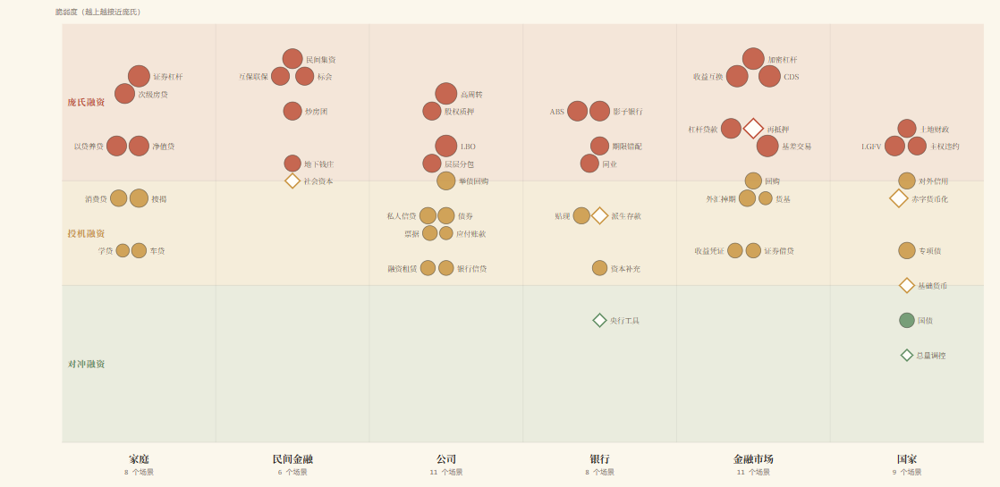 脆弱度（越上越接近庞氏）
庞氏融资
投机融资
对冲融资
证券杠杆
次级房贷
以贷养贷
净值贷
消费贷
按揭
学贷
车贷
民间集资
互保联保
标会
炒房团
地下钱庄
社会资本
高周转
股权质押
LBO
层层分包
举债回购
私人信贷
债券
票据
应付账款
融资租赁
银行信贷
ABS
影子银行
期限错配
同业
贴现
派生存款
资本补充
央行工具
加密杠杆
收益互换
CDS
杠杆贷款
再抵押
基差交易
回购
外汇掉期
货基
收益凭证
证券借贷
土地财政
LGFV
主权违约
对外信用
赤字货币化
专项债
基础货币
国债
总量调控
家庭
8 个场景
民间金融
6 个场景
公司
11 个场景
银行
8 个场景
金融市场
11 个场景
国家
9 个场景